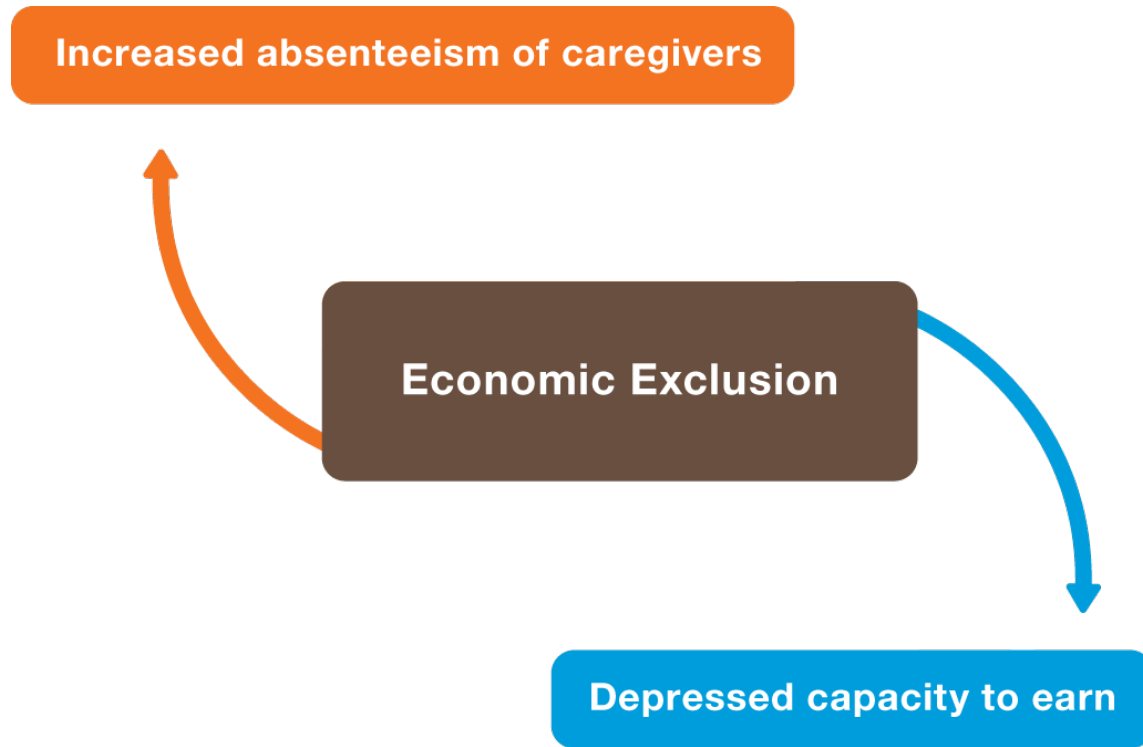 Increased absenteeism of caregivers
Economic Exclusion
Depressed capacity to earn